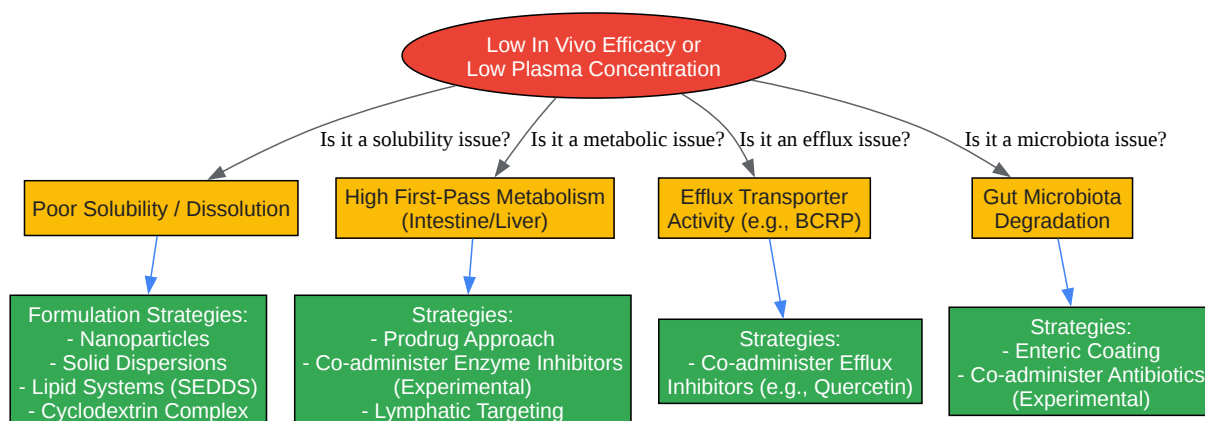 Low In Vivo Efficacy or
Low Plasma Concentration
Is it a solubility issue?
Is it a metabolic issue?
Is it an efflux issue?
Is it a microbiota issue?
Poor Solubility / Dissolution
High First-Pass Metabolism
(Intestine/Liver)
Efflux Transporter
Activity (e.g., BCRP)
Gut Microbiota
Degradation
Formulation Strategies:
- Nanoparticles
- Solid Dispersions
- Lipid Systems (SEDDS)
- Cyclodextrin Complex
Strategies:
- Prodrug Approach
- Co-administer Enzyme Inhibitors
(Experimental)
- Lymphatic Targeting
Strategies:
- Co-administer Efflux
Inhibitors (e.g., Quercetin)
Strategies:
- Enteric Coating
- Co-administer Antibiotics
(Experimental)